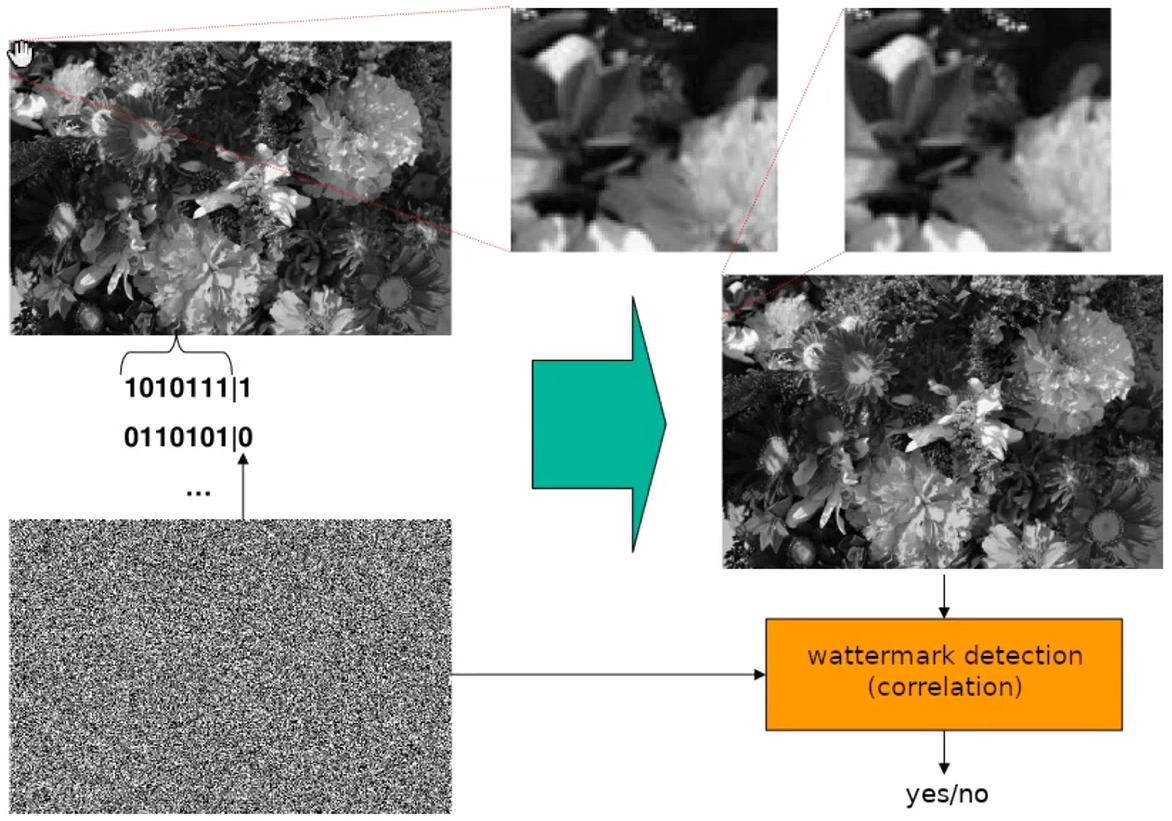 1010111|1
0110101|0
...
wattermark detection
(correlation)
yes/no